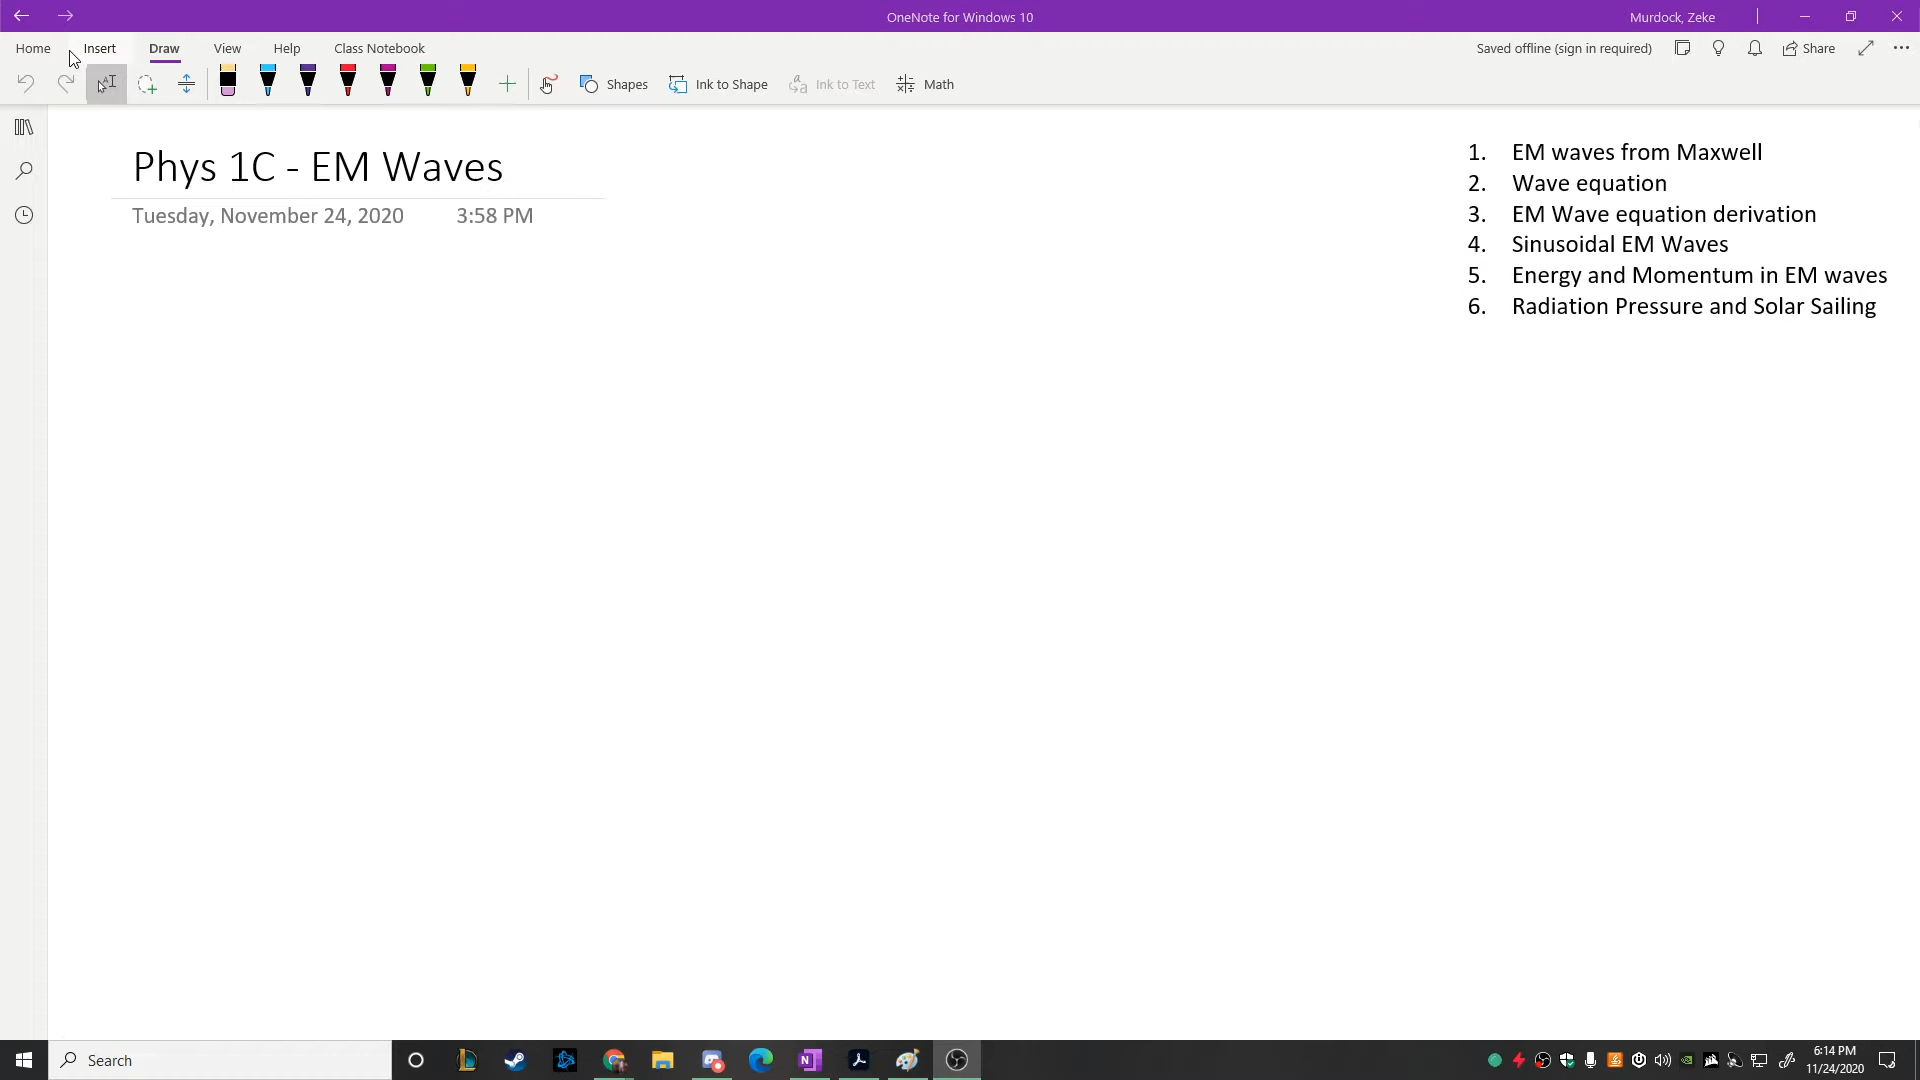 OneNote for Windows 10
Murdock, Zeke
Home Insert Draw View Help Class Notebook
Saved offline (sign in required) Share
Shapes Ink to Shape Ink to Text Math
Phys 1C - EM Waves
Tuesday, November 24, 2020 3:58 PM
1. EM waves from Maxwell
2. Wave equation
3. EM Wave equation derivation
4. Sinusoidal EM Waves
5. Energy and Momentum in EM waves
6. Radiation Pressure and Solar Sailing
Search
6:14 PM
11/24/2020